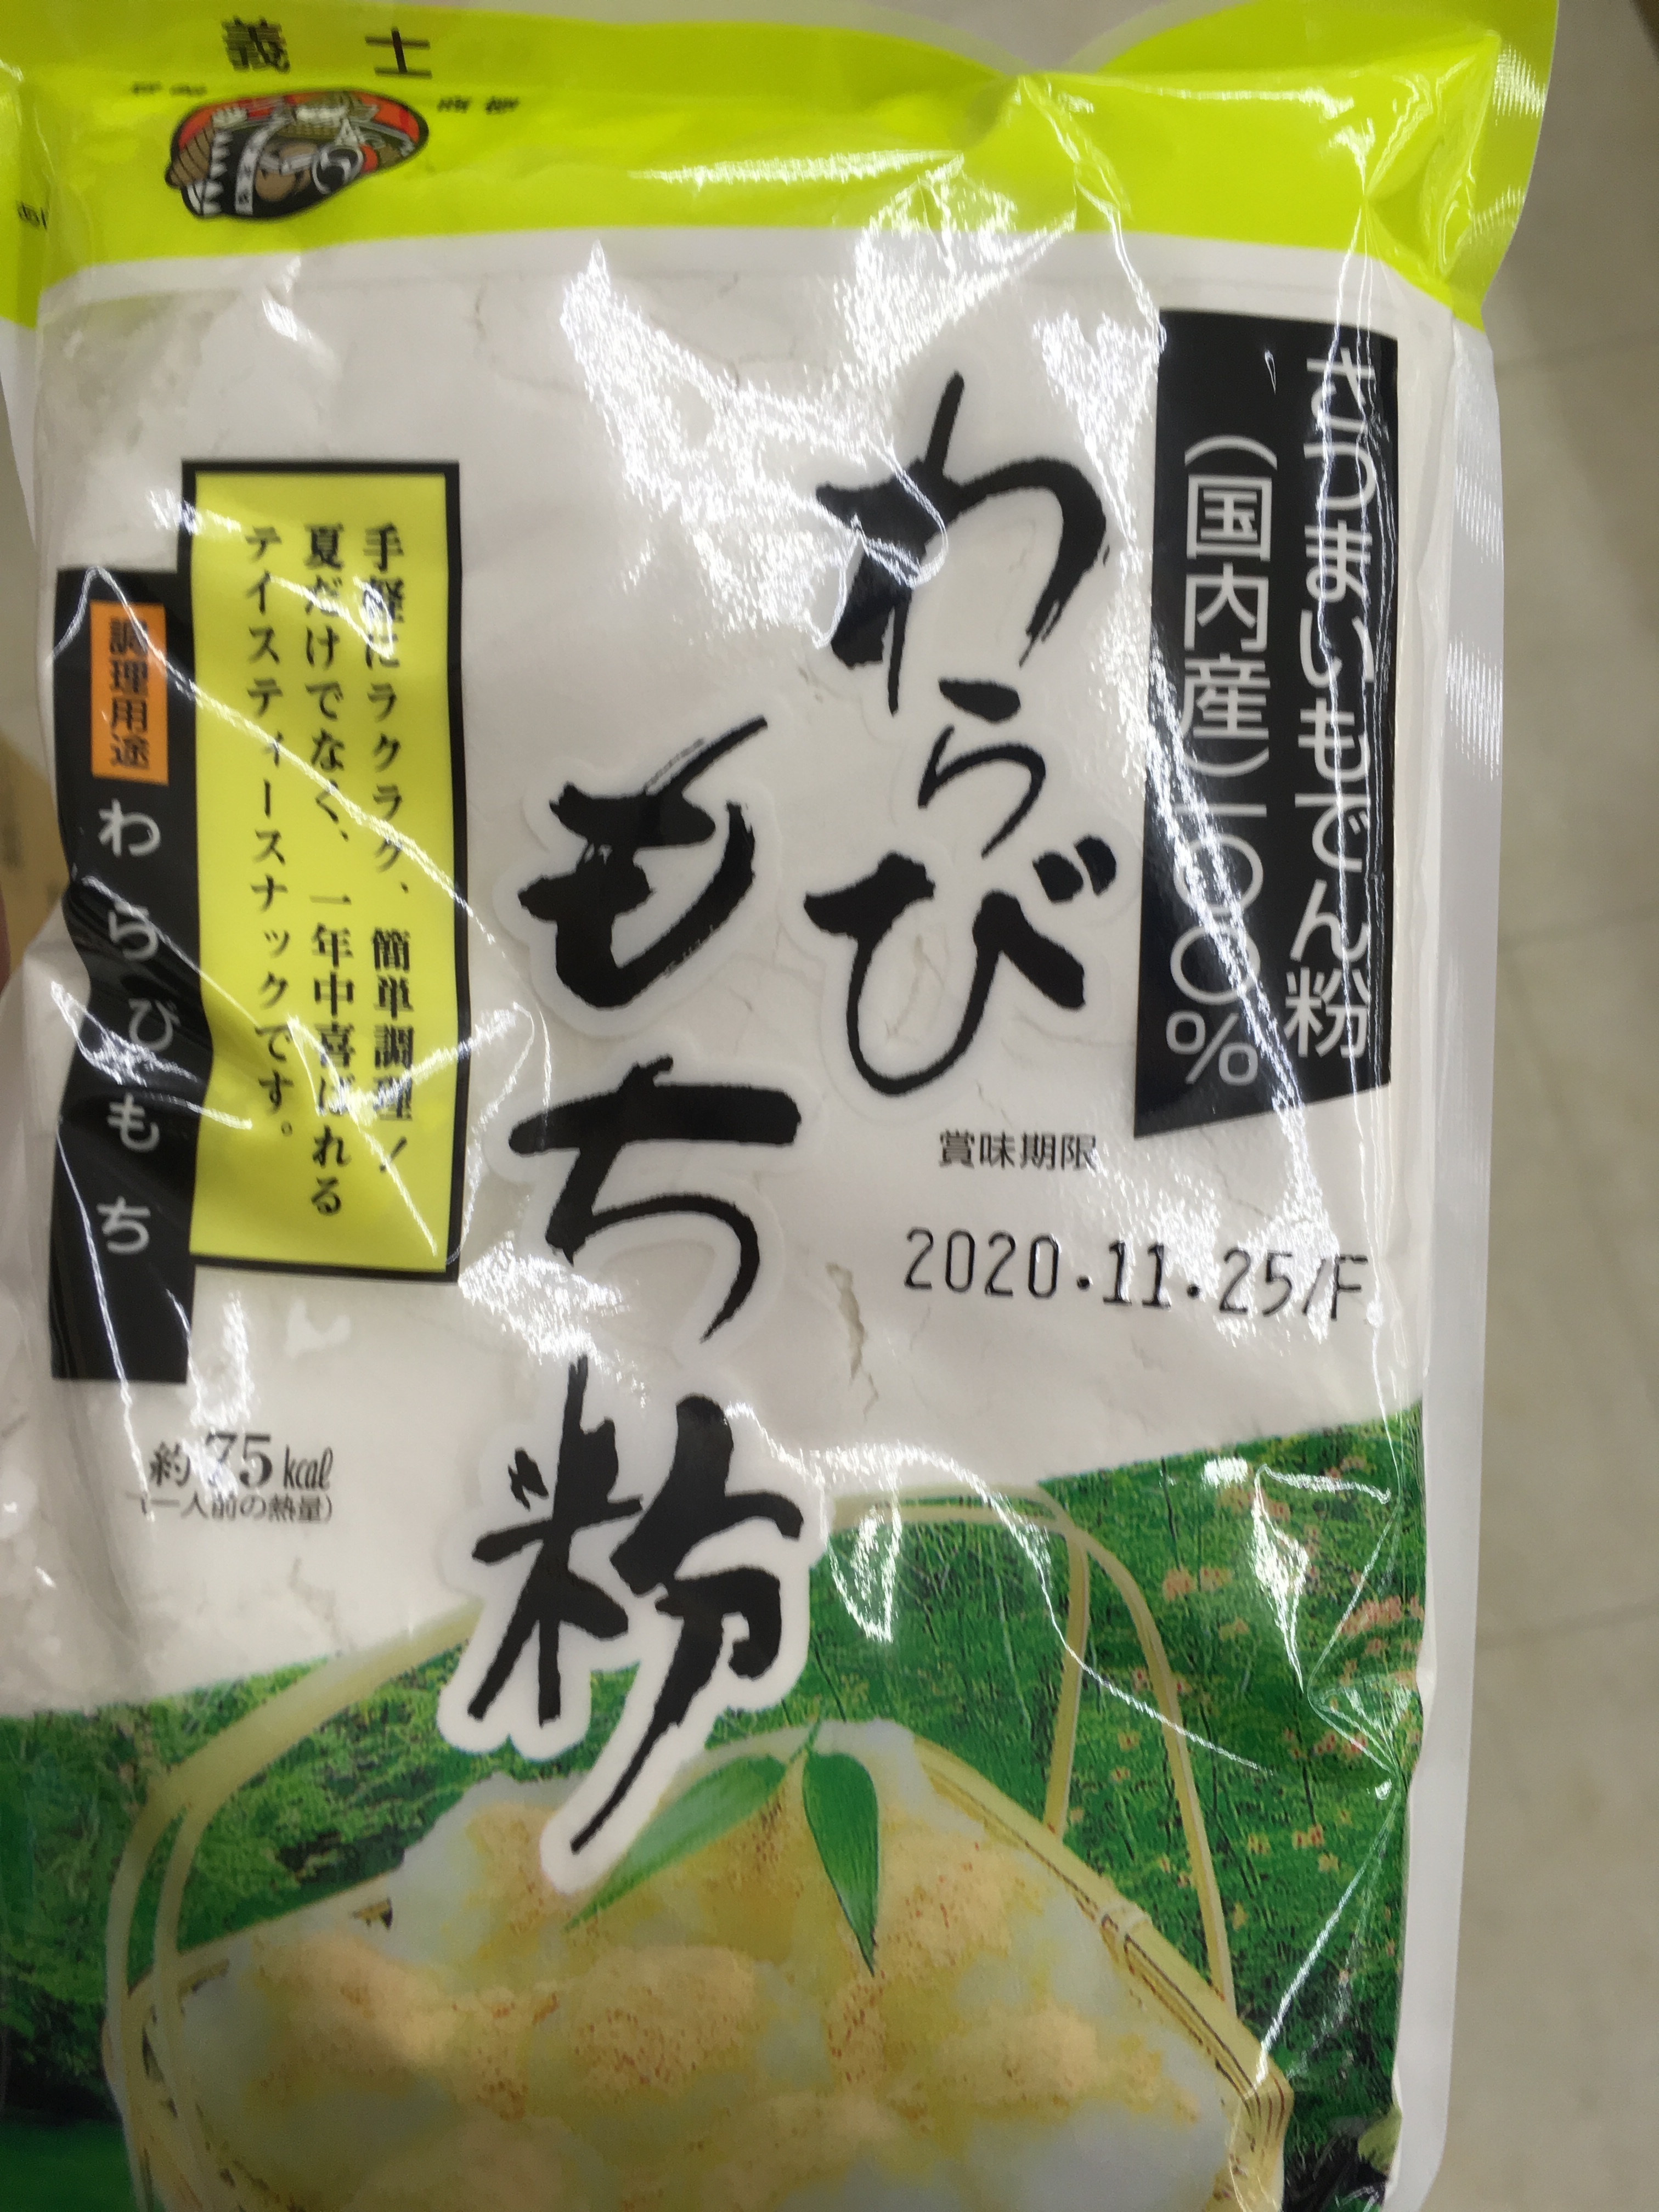 義士
さつまいもでん粉
（国内産）一〇〇％
わらび
もち粉
賞味期限
2020.11.25/F
手軽にラクラク、簡単調理！
夏だけでなく、一年中喜ばれる
テイスティースナックです。
調理用途
わらびもち
約75kcal
（一人前の熱量）